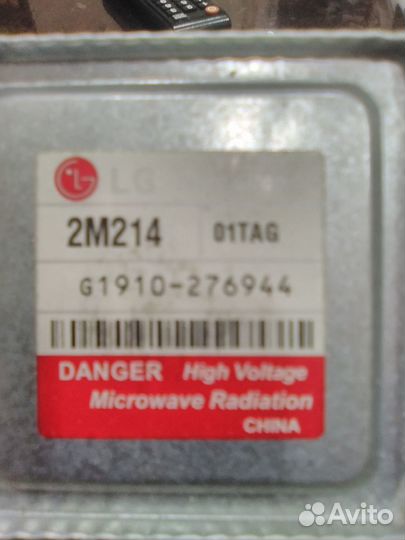 LG
2M214 01TAG
G1910-276944
DANGER High Voltage
Microwave Radiation
CHINA
Avito